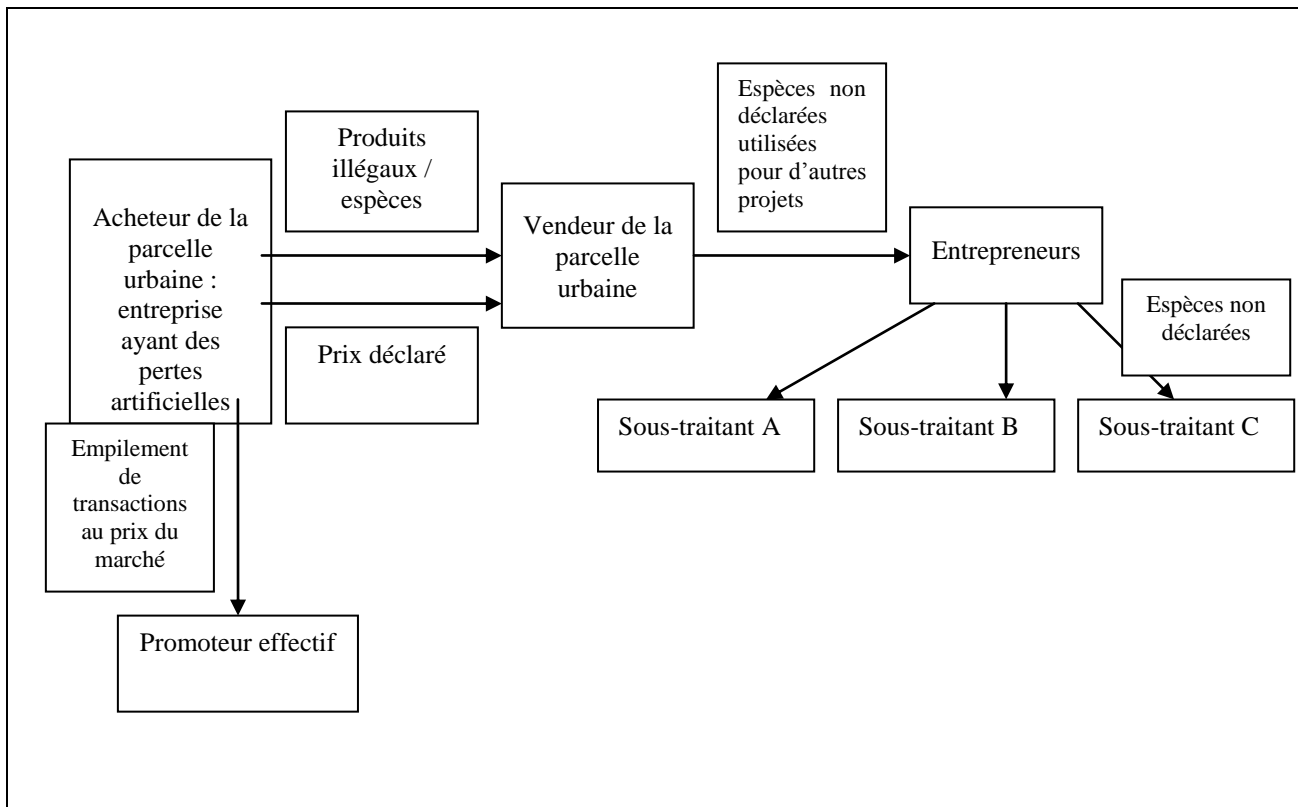 Produits
illégaux /
espèces
Espèces non
déclarées
utilisées
pour d'autres
projets
Acheteur de la
parcelle
urbaine :
entreprise
ayant des
pertes
artificielles
Vendeur de la
parcelle
urbaine
Entrepreneurs
Prix déclaré
Espèces non
déclarées
Sous-traitant A
Sous-traitant B
Sous-traitant C
Empilement
de
transactions
au prix du
marché
Promoteur effectif